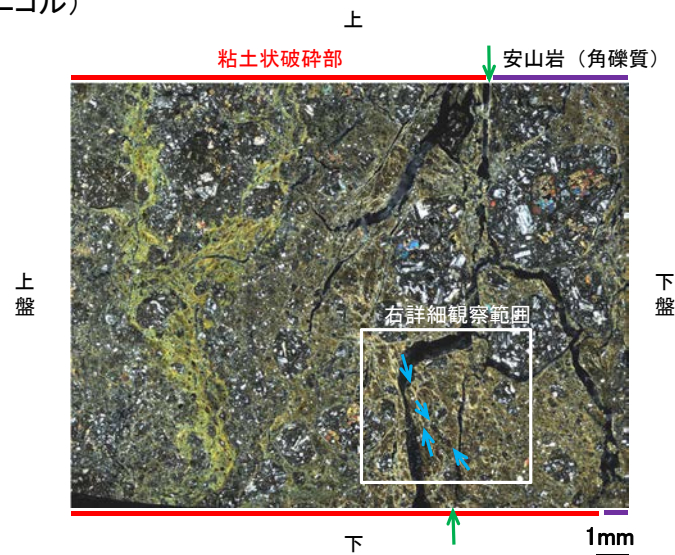 ニコル）
上
粘土状破砕部
安山岩（角礫質）
上盤
下盤
右詳細観察範囲
下
1mm